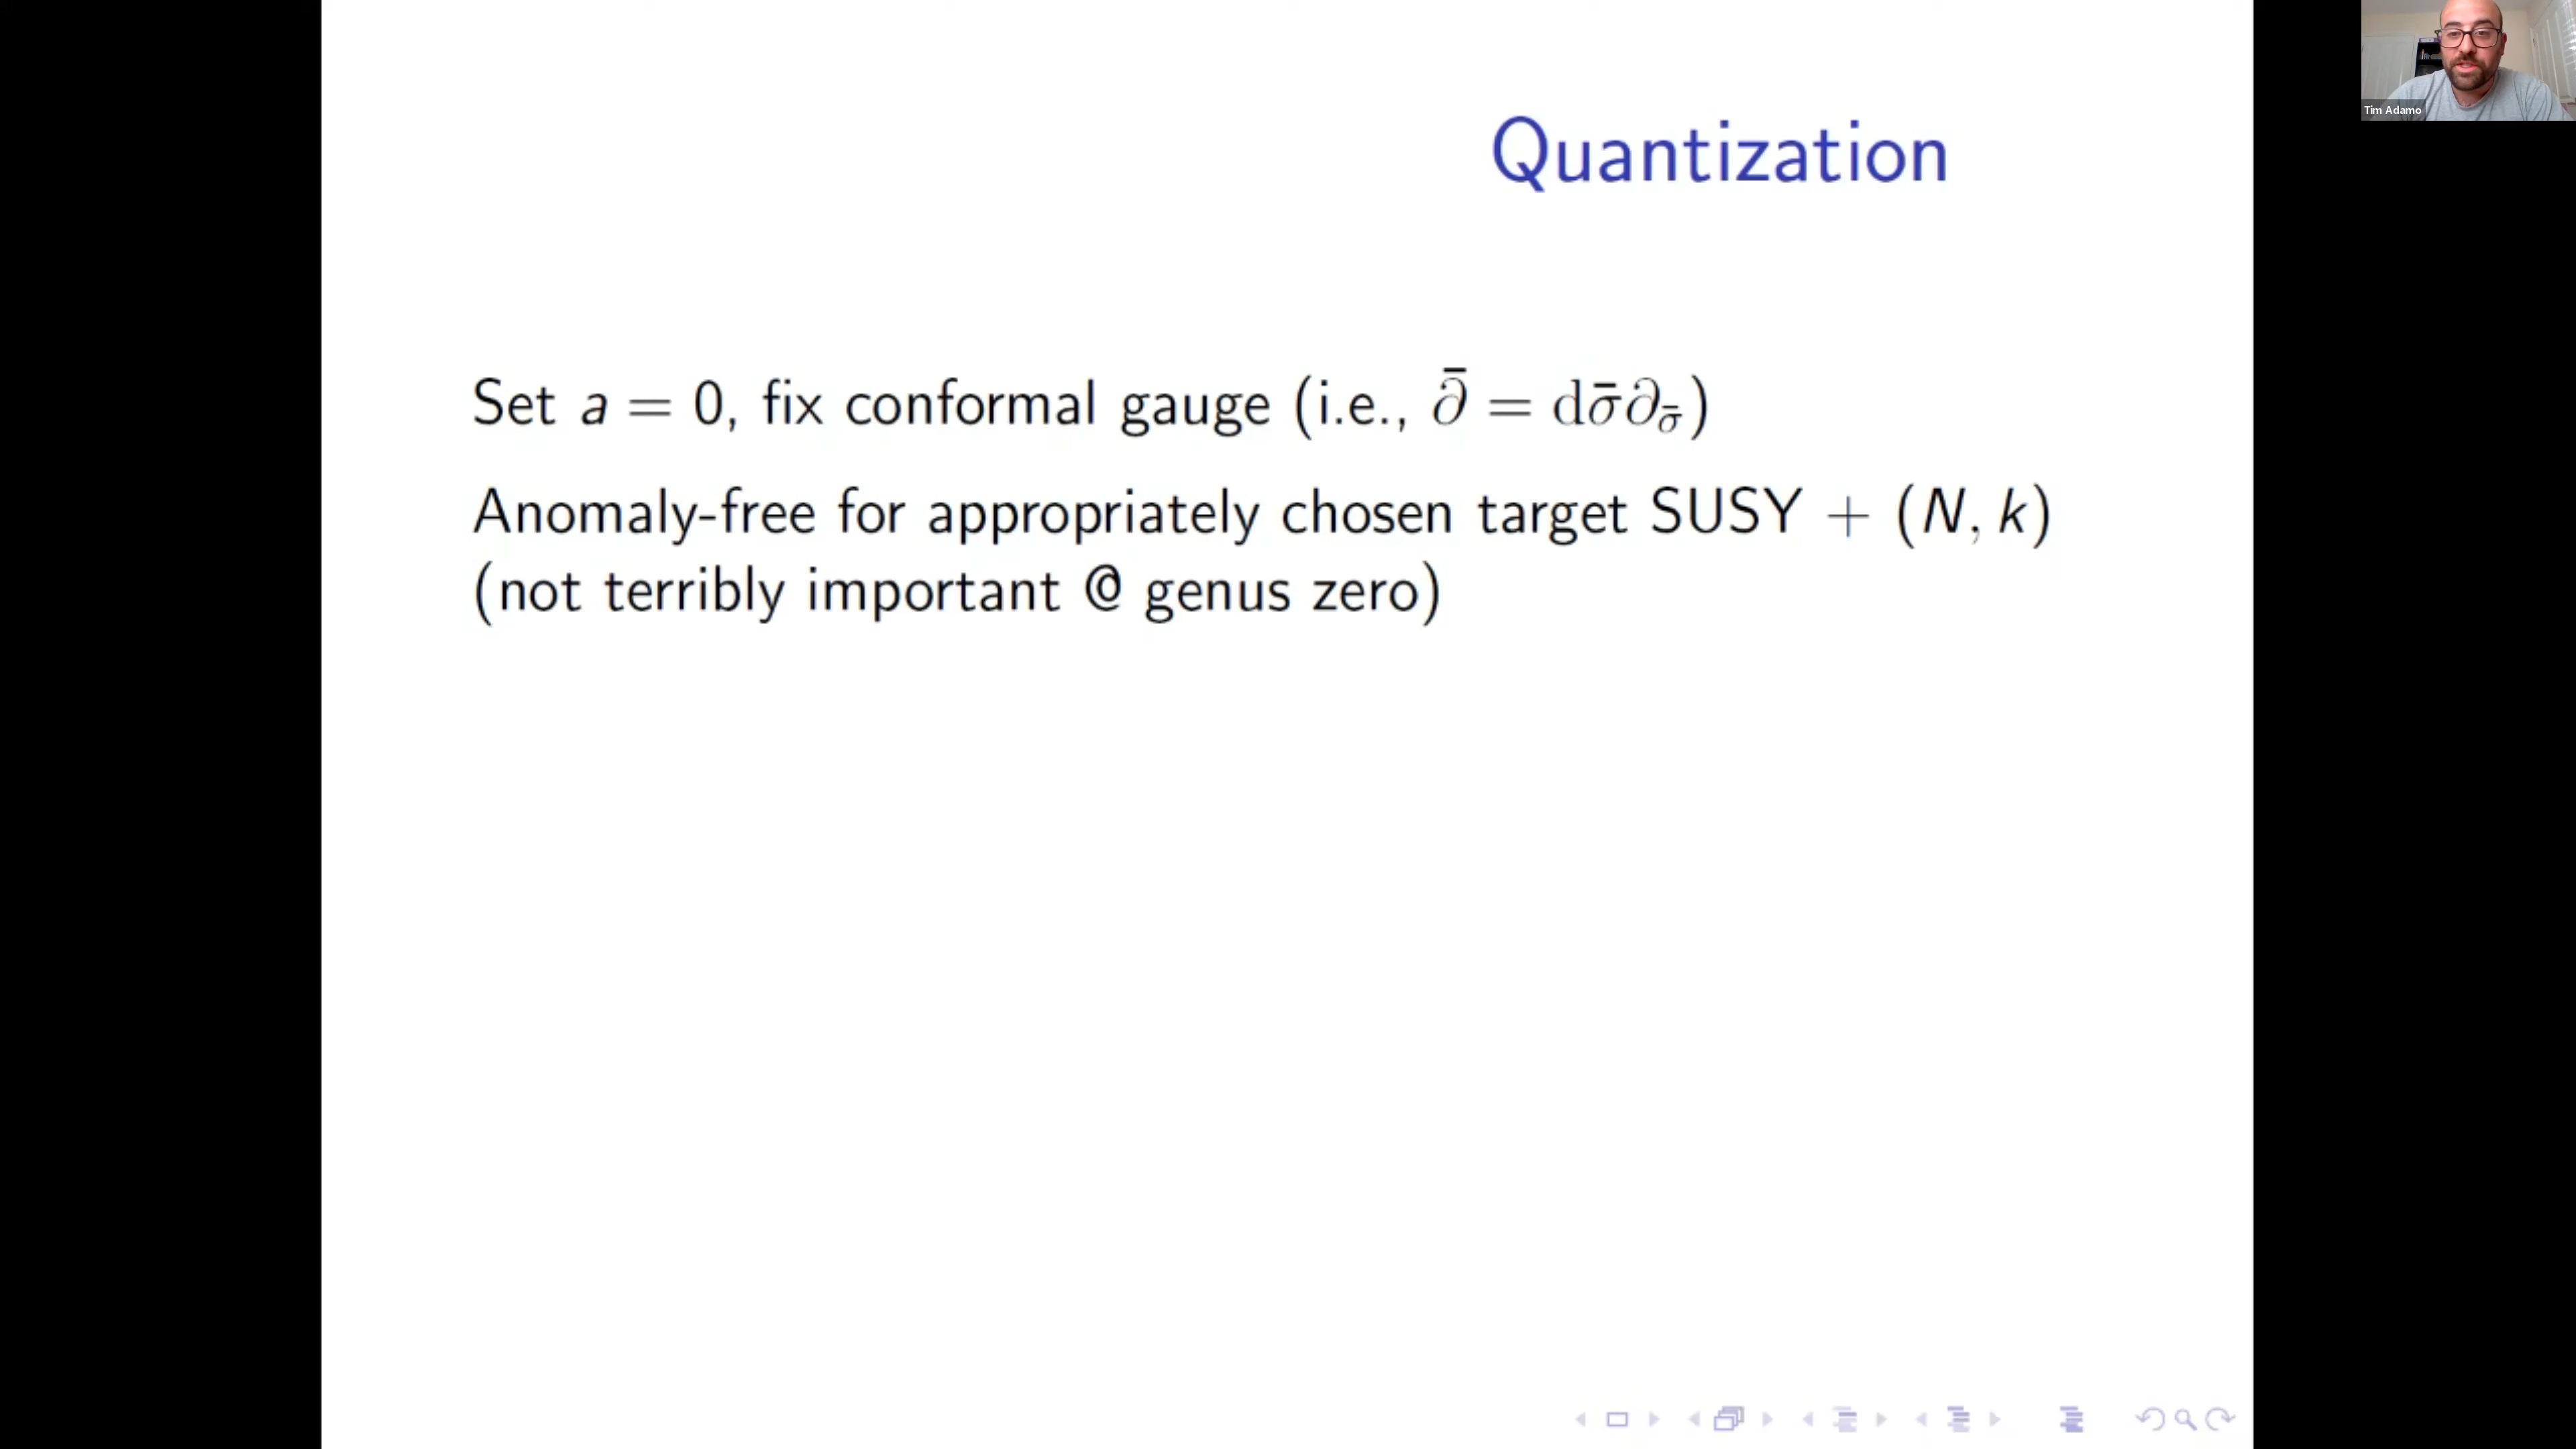 Tim Adamo
Quantization
Set a = 0, fix conformal gauge (i.e., ∂̄ = dσ̄∂_σ̄)
Anomaly-free for appropriately chosen target SUSY + (N, k)
(not terribly important @ genus zero)